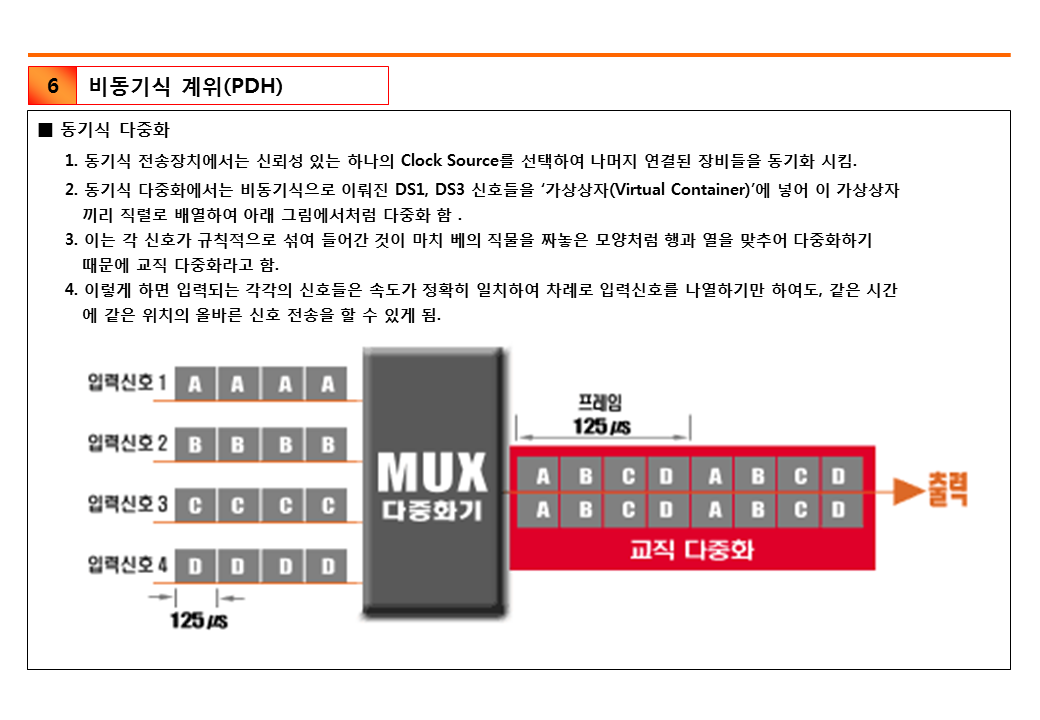 6 비동기식 계위(PDH)
■ 동기식 다중화
1. 동기식 전송장치에서는 신뢰성 있는 하나의 Clock Source를 선택하여 나머지 연결된 장비들을 동기화 시킴.
2. 동기식 다중화에서는 비동기식으로 이뤄진 DS1, DS3 신호들을 ‘가상상자(Virtual Container)’에 넣어 이 가상상자
끼리 직렬로 배열하여 아래 그림에서처럼 다중화 함 .
3. 이는 각 신호가 규칙적으로 섞여 들어간 것이 마치 베의 직물을 짜놓은 모양처럼 행과 열을 맞추어 다중화하기
때문에 교직 다중화라고 함.
4. 이렇게 하면 입력되는 각각의 신호들은 속도가 정확히 일치하여 차례로 입력신호를 나열하기만 하여도, 같은 시간
에 같은 위치의 올바른 신호 전송을 할 수 있게 됨.
입력신호 1 A A A A
입력신호 2 B B B B
입력신호 3 C C C C
입력신호 4 D D D D
125 μs
MUX
다중화기
프레임
125 μs
A B C D A B C D
A B C D A B C D
교직 다중화
출력